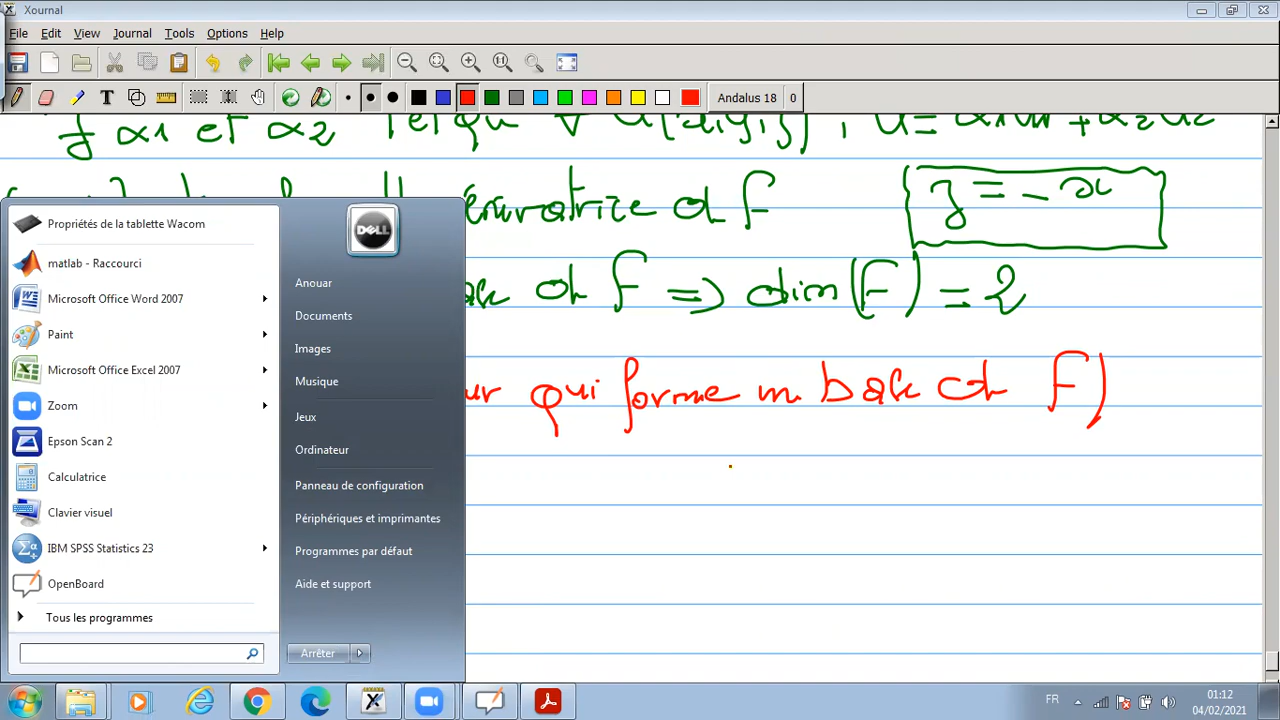 Xournal
File Edit View Journal Tools Options Help
Andalus 18 0
α1 et α2 Tel que ∀ u(x,y,z), u =
génératrice de F z = -x
base de F ⇒ dim(F) = 2
qui forme un base de F)
Propriétés de la tablette Wacom
matlab - Raccourci
Microsoft Office Word 2007
Paint
Microsoft Office Excel 2007
Zoom
Epson Scan 2
Calculatrice
Clavier visuel
IBM SPSS Statistics 23
OpenBoard
Tous les programmes
DELL
Anouar
Documents
Images
Musique
Jeux
Ordinateur
Panneau de configuration
Périphériques et imprimantes
Programmes par défaut
Aide et support
Arrêter
FR
01:12
04/02/2021